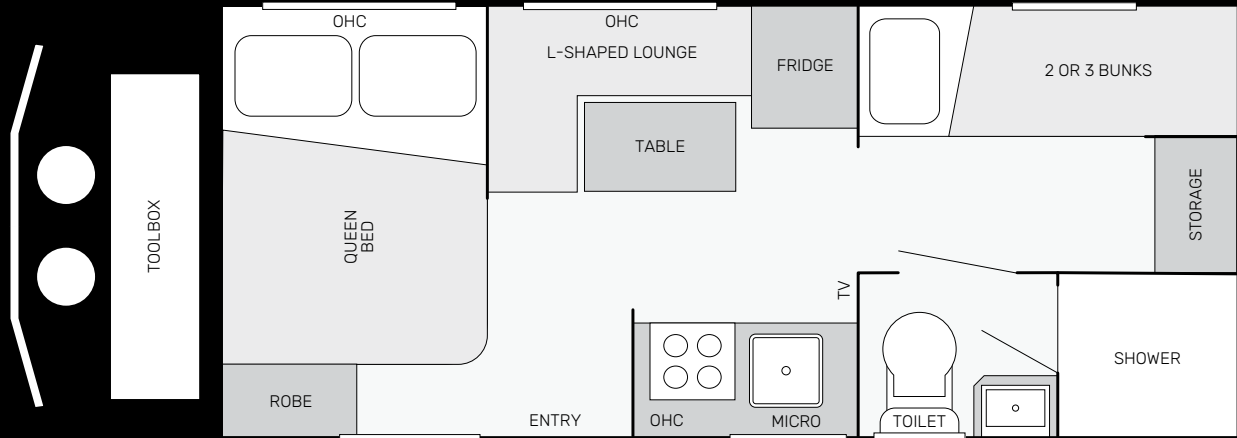 OHC
OHC
L-SHAPED LOUNGE
FRIDGE
2 OR 3 BUNKS
TABLE
TOOLBOX
QUEEN
BED
STORAGE
TV
SHOWER
ROBE
ENTRY
OHC
MICRO
TOILET